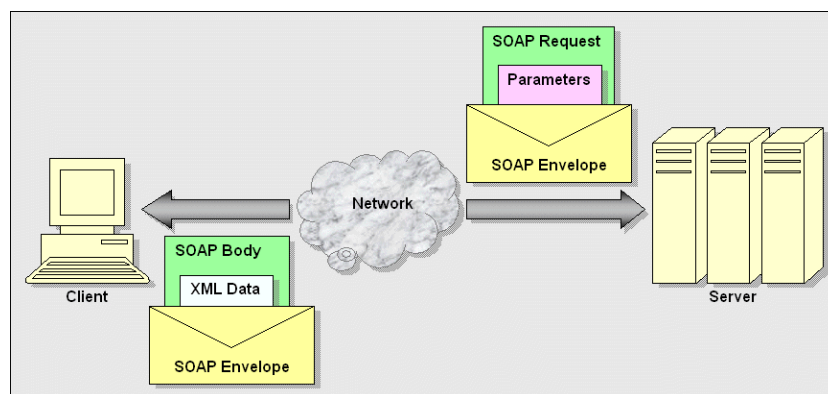 SOAP Request
Parameters
SOAP Envelope
Network
SOAP Body
XML Data
SOAP Envelope
Client
Server